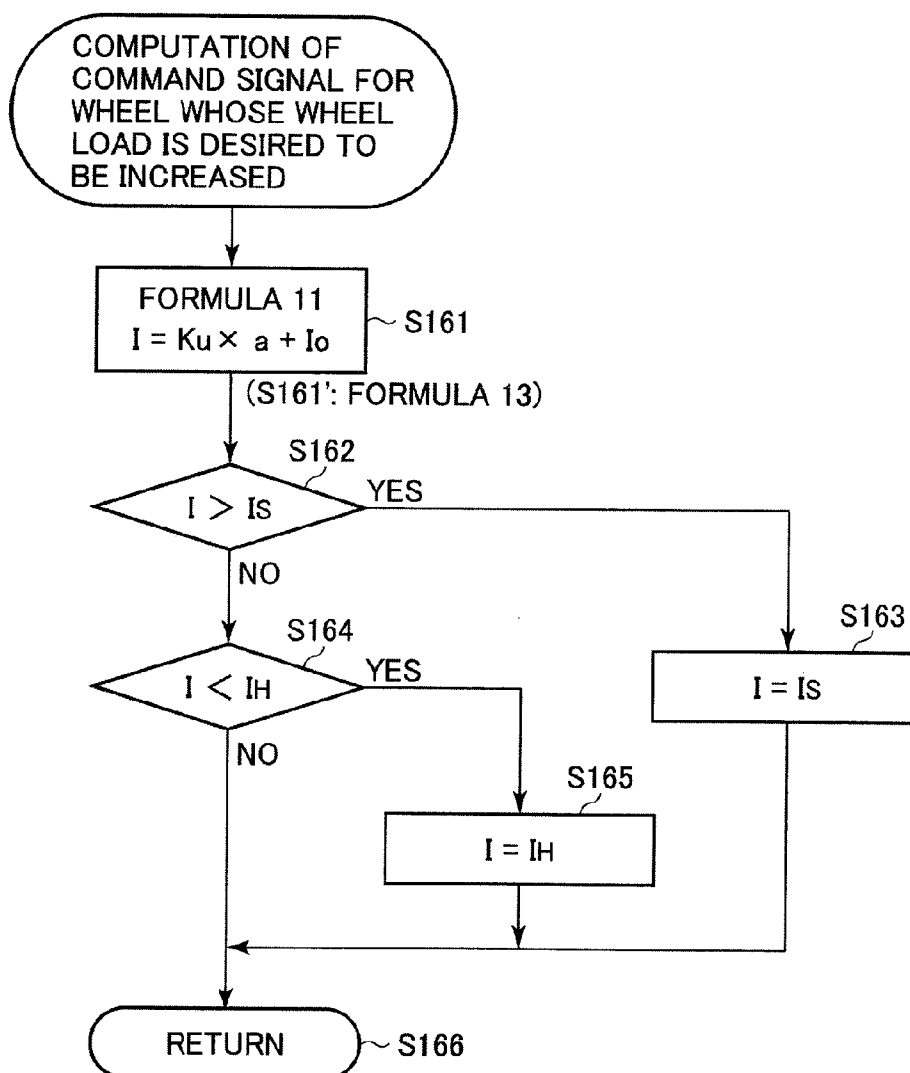 COMPUTATION OF
COMMAND SIGNAL FOR
WHEEL WHOSE WHEEL
LOAD IS DESIRED TO
BE INCREASED
FORMULA 11
I = Ku × a + Io
S161
(S161': FORMULA 13)
S162
I > IS
YES
NO
S163
I = IS
S164
I < IH
YES
NO
S165
I = IH
RETURN
S166